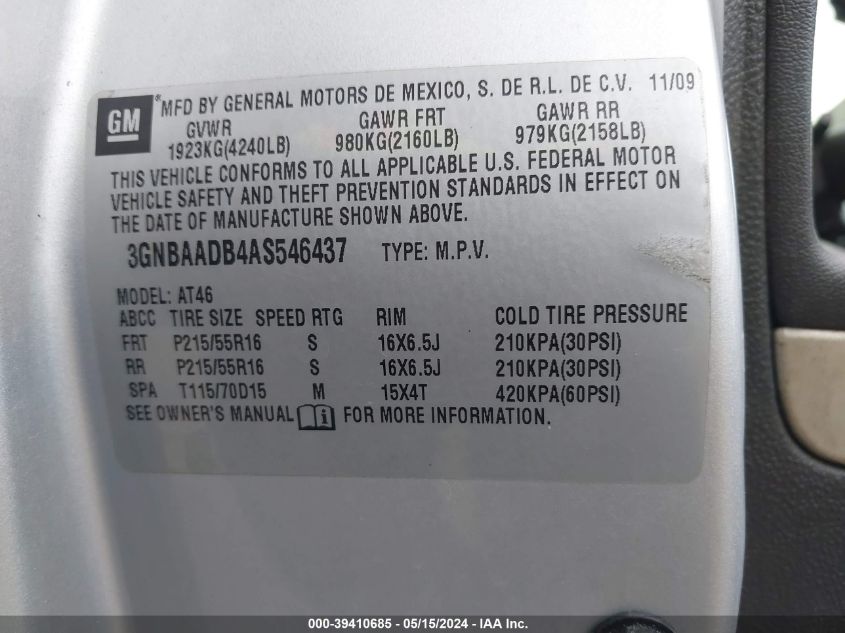 GM
*MFD BY GENERAL MOTORS DE MEXICO, S. DE R.L. DE C.V. 11/09
GVWR GAWR FRT GAWR RR
1923KG(4240LB) 980KG(2160LB) 979KG(2158LB)
THIS VEHICLE CONFORMS TO ALL APPLICABLE U.S. FEDERAL MOTOR
VEHICLE SAFETY AND THEFT PREVENTION STANDARDS IN EFFECT ON
THE DATE OF MANUFACTURE SHOWN ABOVE.
3GNBAADB4AS546437 TYPE: M.P.V.
MODEL: AT46
ABCC TIRE SIZE SPEED RTG RIM COLD TIRE PRESSURE
FRT P215/55R16 S 16X6.5J 210KPA(30PSI)
RR P215/55R16 S 16X6.5J 210KPA(30PSI)
SPA T115/70D15 M 15X4T 420KPA(60PSI)
SEE OWNER'S MANUAL i FOR MORE INFORMATION.
000-39410685 - 05/15/2024 - IAA Inc.